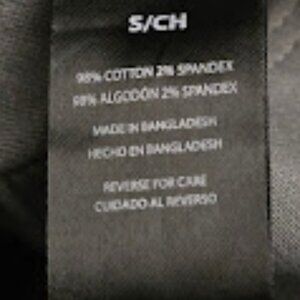 S/CH
98% COTTON 2% SPANDEX
98% ALGODÓN 2% SPANDEX
MADE IN BANGLADESH
HECHO EN BANGLADESH
REVERSE FOR CARE
CUIDADO AL REVERSO